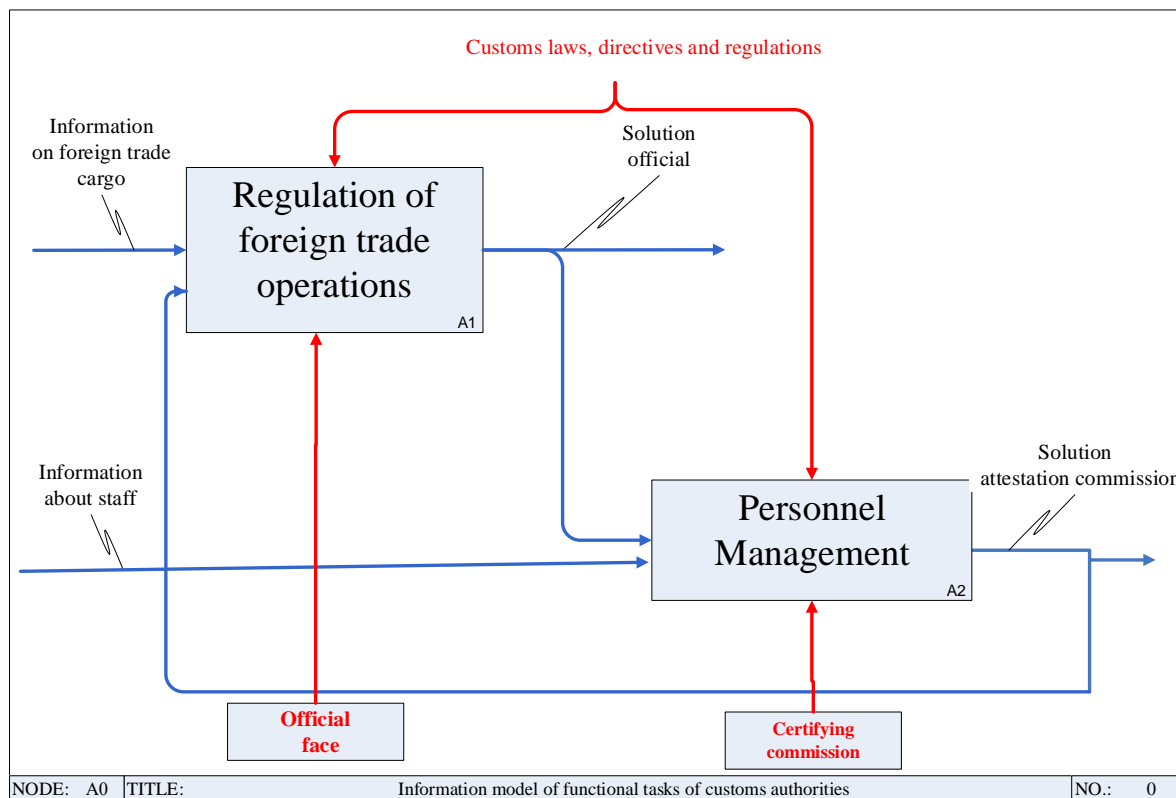 Customs laws, directives and regulations
Information
on foreign trade
cargo
Solution
official
Regulation of
foreign trade
operations
A1
Information
about staff
Solution
attestation commission
Personnel
Management
A2
Official
face
Certifying
commission
NODE: A0 TITLE: Information model of functional tasks of customs authorities NO.: 0